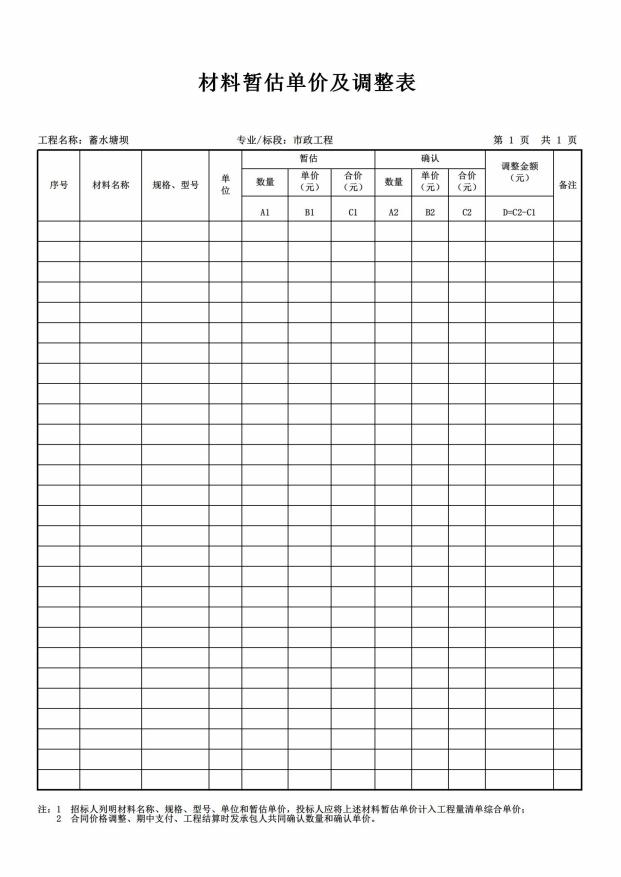 材料暂估单价及调整表
工程名称：蓄水塘坝 专业/标段：市政工程 第 1 页 共 1 页
序号 材料名称 规格、型号 单位 暂估 确认 调整金额（元） 备注
数量 单价（元） 合价（元） 数量 单价（元） 合价（元）
A1 B1 C1 A2 B2 C2 D=C2-C1
注：1 招标人列明材料名称、规格、型号、单位和暂估单价，投标人应将上述材料暂估单价计入工程量清单综合单价；
2 合同价格调整、期中支付、工程结算时发承包人共同确认数量和确认单价。